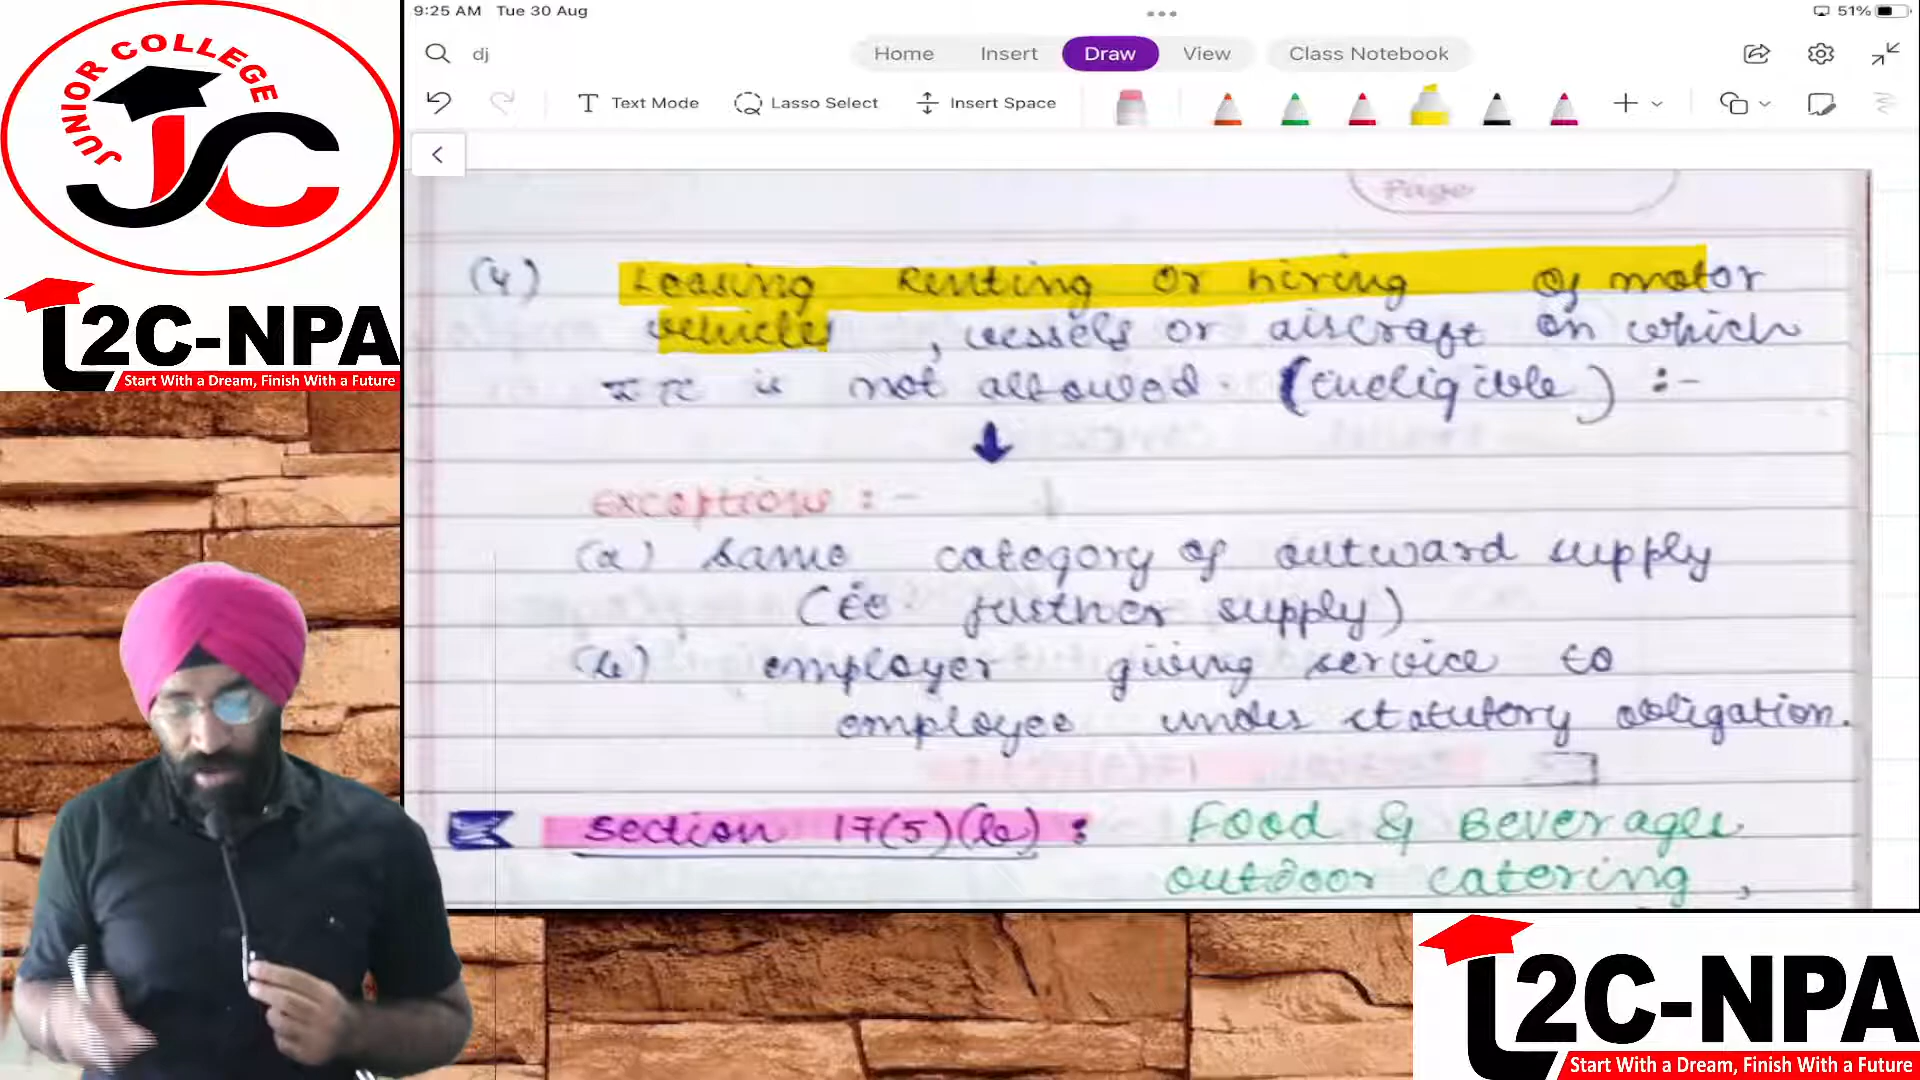 9:25 AM Tue 30 Aug
51%
dj
Home
Insert
Draw
View
Class Notebook
Text Mode
Lasso Select
Insert Space
JUNIOR COLLEGE
JC
L2C-NPA
Start With a Dream, Finish With a Future
Page
(4) Leasing Renting or hiring of motor
vehicles, vessels or aircraft on which
ITC is not allowed. (ineligible) :-
Exceptions :-
(a) same category of outward supply
(ie further supply)
(b) employer giving service to
employee under statutory obligation.
Section 17(5)(b) : Food & Beverages
outdoor catering,
L2C-NPA
Start With a Dream, Finish With a Future